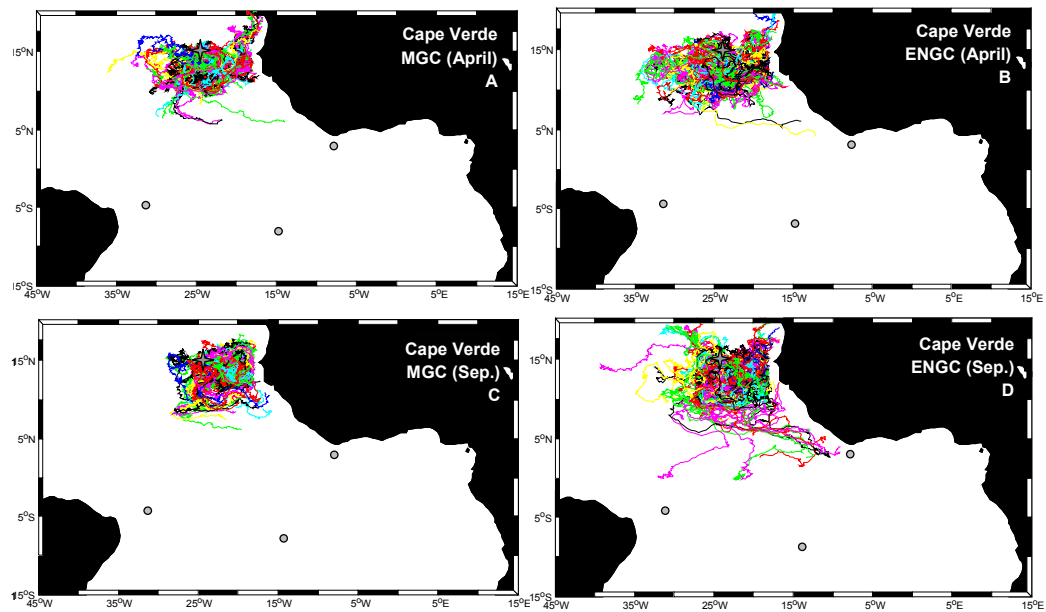 Cape Verde
MGC (April)
A
15°N
5°N
5°S
15°S
45°W 35°W 25°W 15°W 5°W 5°E 15°E
Cape Verde
ENGC (April)
B
15°N
5°N
5°S
15°S
45°W 35°W 25°W 15°W 5°W 5°E 15°E
Cape Verde
MGC (Sep.)
C
15°N
5°N
5°S
15°S
45°W 35°W 25°W 15°W 5°W 5°E 15°E
Cape Verde
ENGC (Sep.)
D
15°N
5°N
5°S
15°S
45°W 35°W 25°W 15°W 5°W 5°E 15°E